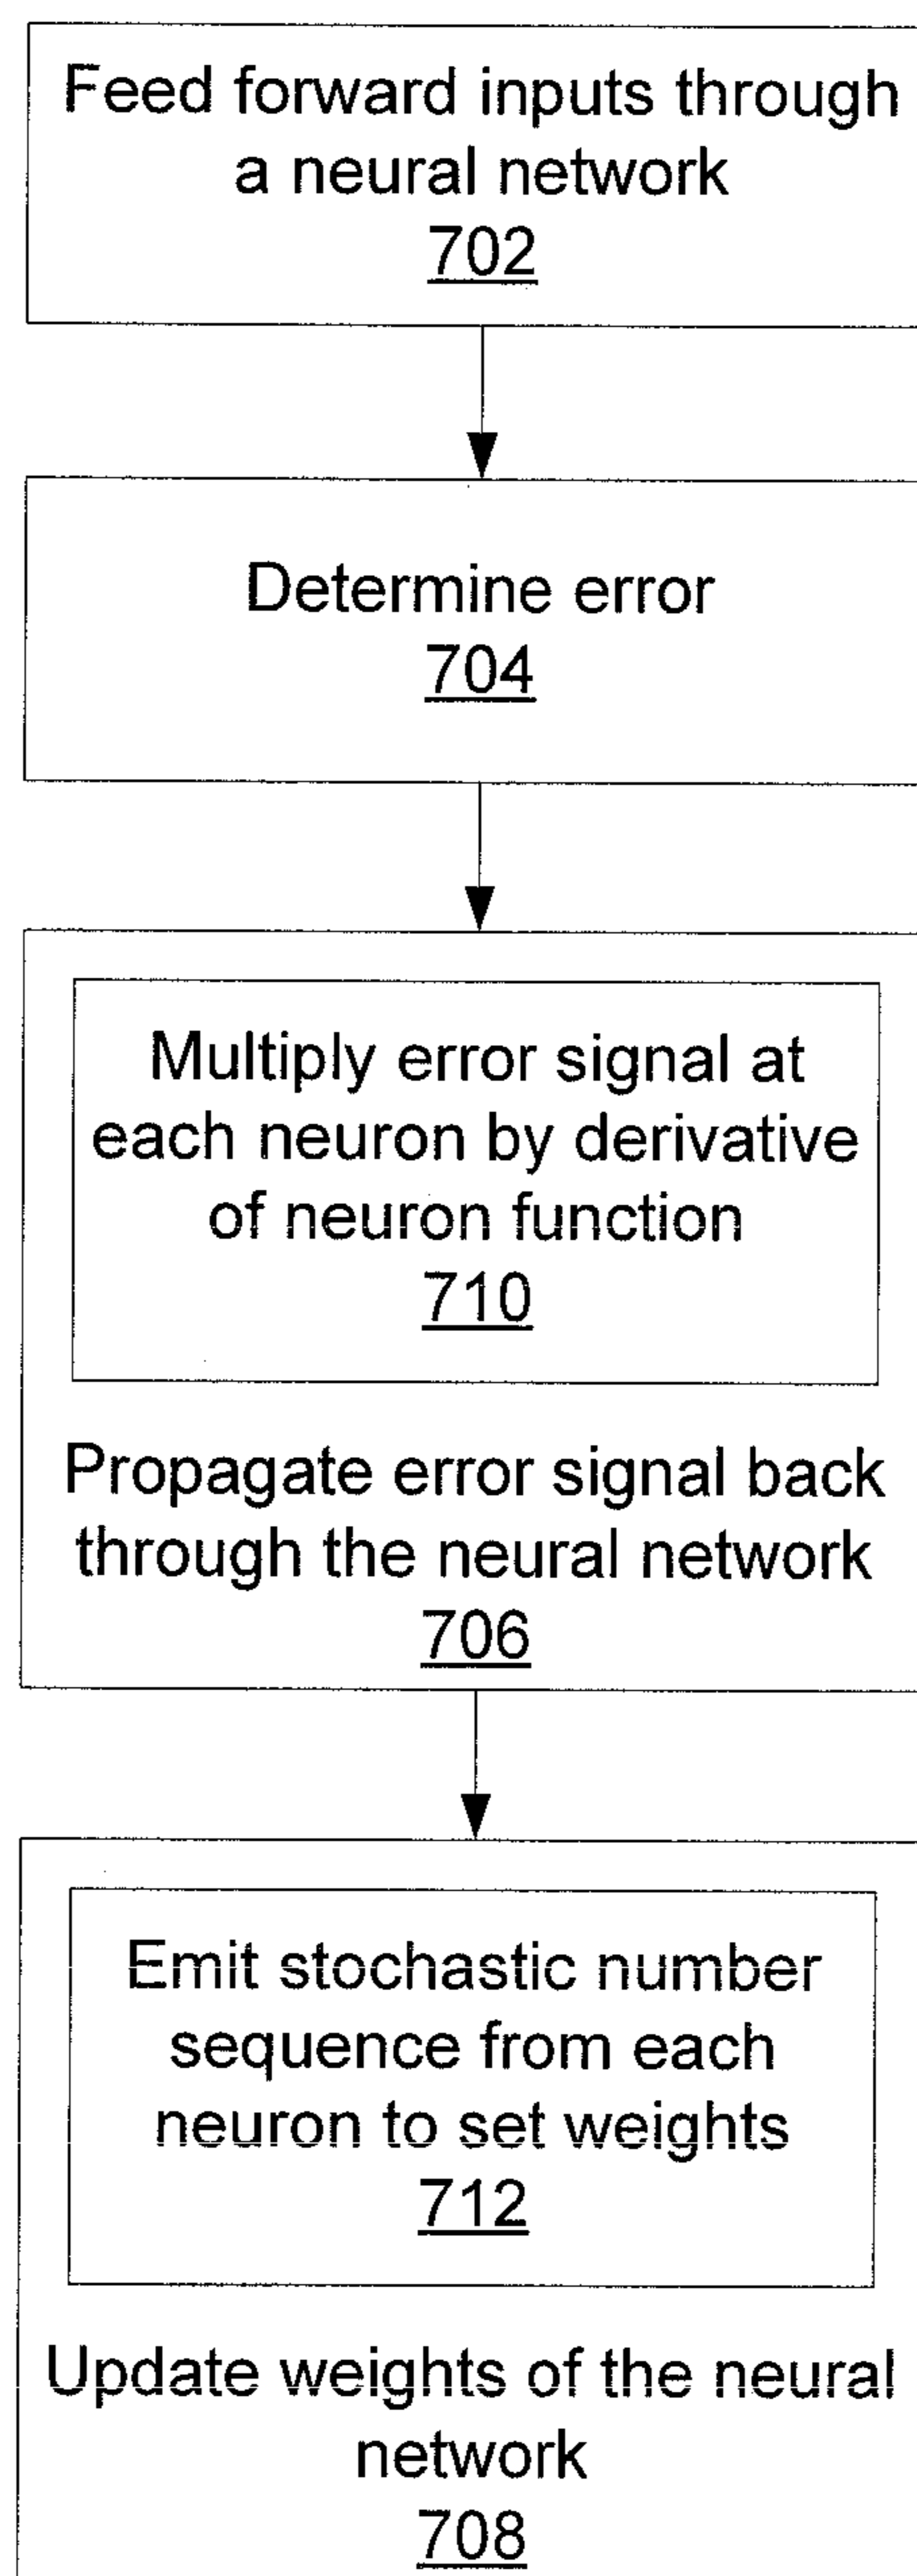 Feed forward inputs through
a neural network
702
Determine error
704
Multiply error signal at
each neuron by derivative
of neuron function
710
Propagate error signal back
through the neural network
706
Emit stochastic number
sequence from each
neuron to set weights
712
Update weights of the neural
network
708